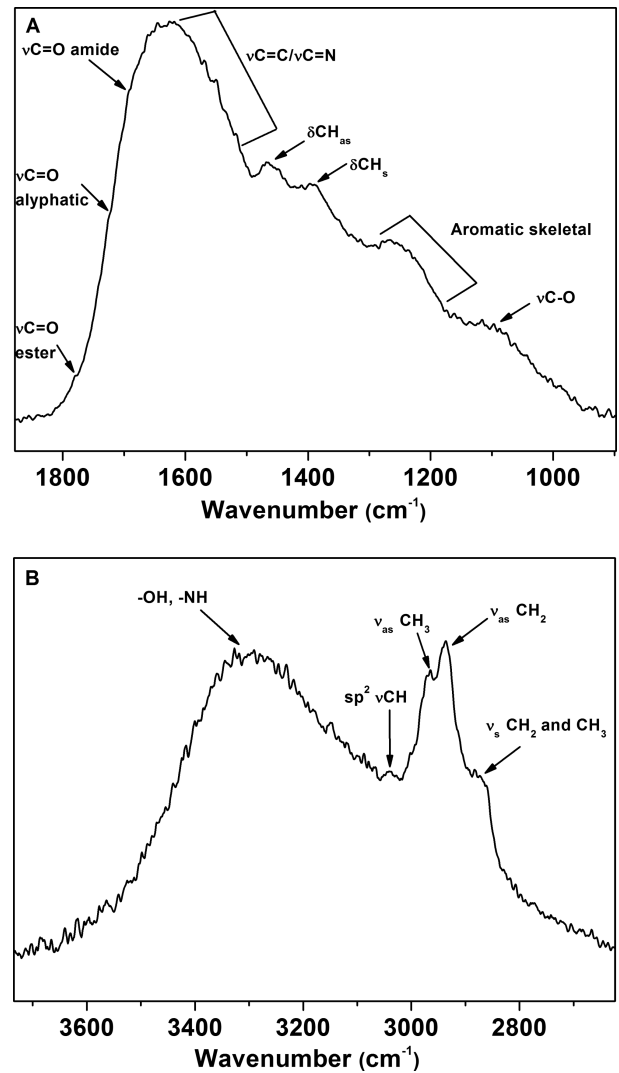 A
νC=O amide
νC=C/νC=N
δCHas
δCHs
νC=O
alyphatic
Aromatic skeletal
νC-O
νC=O
ester
1800 1600 1400 1200 1000
Wavenumber (cm-1)
B
-OH, -NH
νas CH3
νas CH2
sp2 νCH
νs CH2 and CH3
3600 3400 3200 3000 2800
Wavenumber (cm-1)